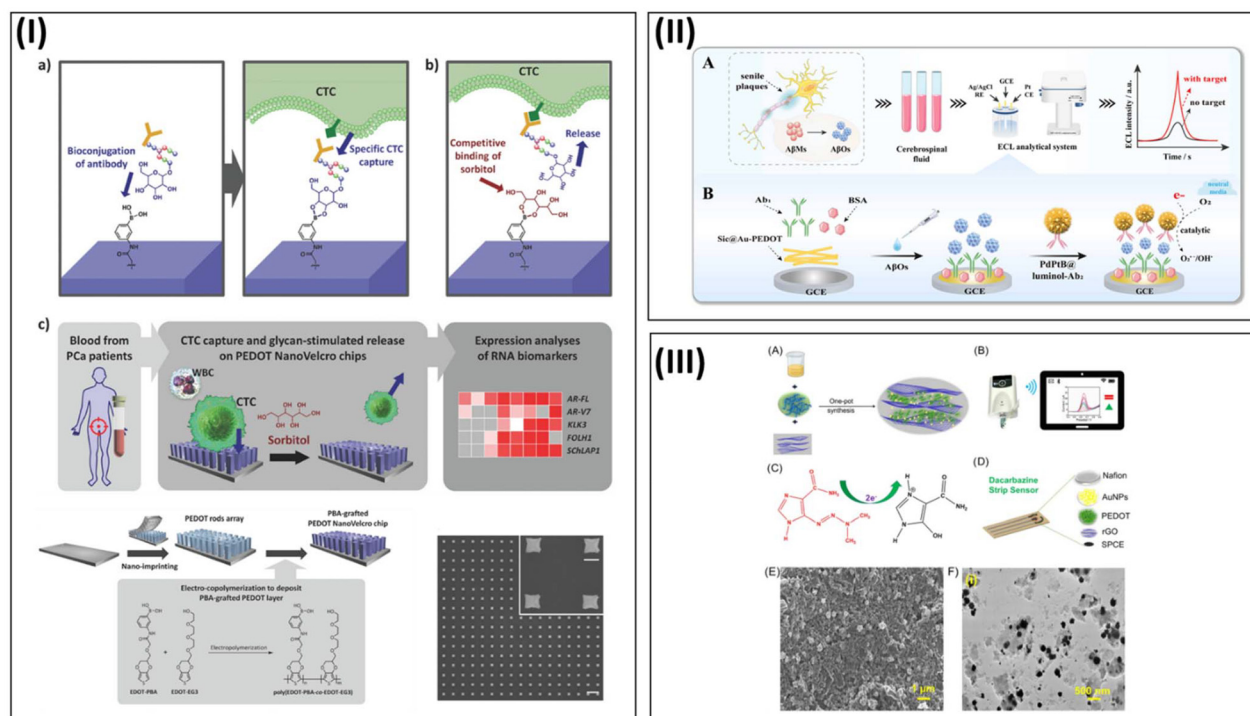 (I)
a)
b)
CTC
CTC
Bioconjugation
of antibody
Specific CTC
capture
Competitive
binding of
sorbitol
Release
c)
Blood from
PCa patients
CTC capture and glycan-stimulated release
on PEDOT NanoVelcro chips
Expression analyses
of RNA biomarkers
WBC
CTC
Sorbitol
AR-FL
AR-V7
KLK3
FOLH1
SChLAP1
PEDOT rods array
PBA-grafted
PEDOT NanoVelcro chip
Nano-imprinting
Electro-copolymerization to deposit
PBA-grafted PEDOT layer
Electropolymerization
EDOT-PBA
EDOT-EG3
poly(EDOT-PBA-co-EDOT-EG3)
(II)
A
senile
plaques
AβMs
AβOs
Cerebrospinal
fluid
Ag/AgCl
RE
GCE
Pt
CE
ECL analytical system
ECL intensity / a.u.
with target
no target
Time / s
B
Ab₁
BSA
Sic@Au-PEDOT
GCE
AβOs
GCE
PdPtB@
luminol-Ab₂
GCE
e-
neutral
media
O₂
catalytic
O₂•⁻/OH•
(III)
(A)
One-pot
synthesis
(B)
(C)
2e⁻
(D)
Dacarbazine
Strip Sensor
Nafion
AuNPs
PEDOT
rGO
SPCE
(E)
1 μm
(F)
500 nm